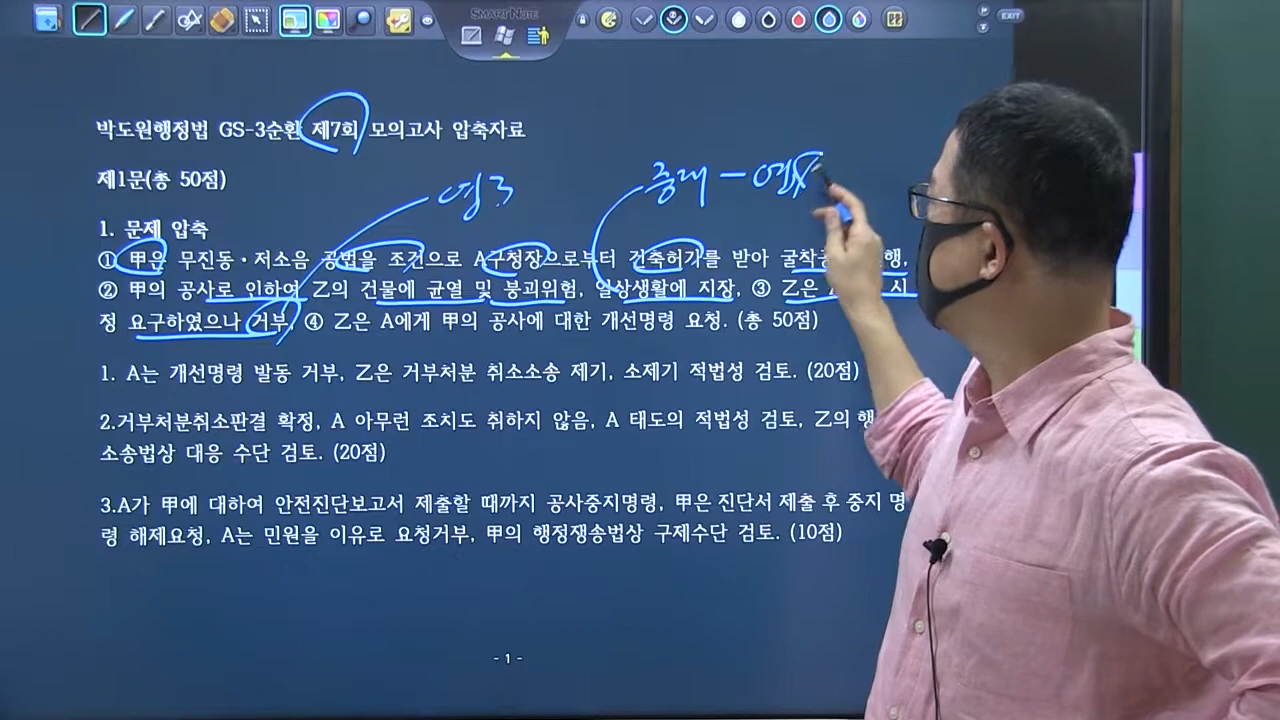 SMART NOTE
EXIT
박도원행정법 GS-3순환 제7회 모의고사 압축자료
제1문(총 50점)
영3
중대 -
1. 문제 압축
① 甲은 무진동·저소음 공법을 조건으로 A구청장으로부터 건축허가를 받아 굴착공
② 甲의 공사로 인하여 乙의 건물에 균열 및 붕괴위험, 일상생활에 지장, ③ 乙은 시
정 요구하였으나 거부, ④ 乙은 A에게 甲의 공사에 대한 개선명령 요청. (총 50점)
1. A는 개선명령 발동 거부, 乙은 거부처분 취소소송 제기, 소제기 적법성 검토. (20점)
2.거부처분취소판결 확정, A 아무런 조치도 취하지 않음, A 태도의 적법성 검토, 乙의 행
소송법상 대응 수단 검토. (20점)
3.A가 甲에 대하여 안전진단보고서 제출할 때까지 공사중지명령, 甲은 진단서 제출 후 중지 명
령 해제요청, A는 민원을 이유로 요청거부, 甲의 행정쟁송법상 구제수단 검토. (10점)
- 1 -